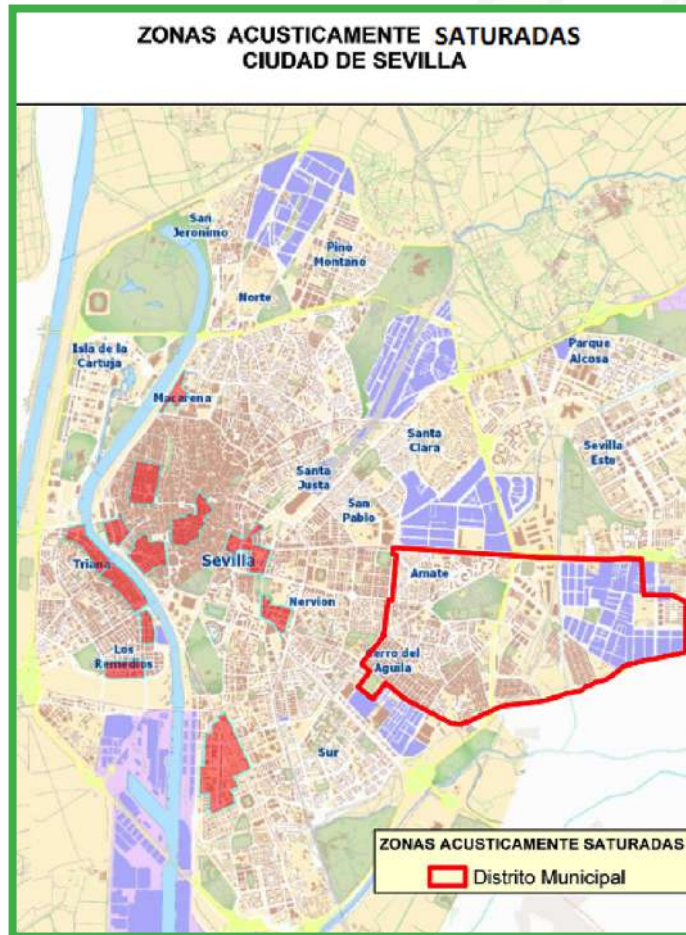 ZONAS ACUSTICAMENTE SATURADAS
CIUDAD DE SEVILLA
San
Jeronimo
Pino
Montano
Norte
Isla de la
Cartuja
Parque
Alcosa
Macarena
Santa
Clara
Sevilla
Este
Santa
Justa
San
Pablo
Triana
Sevilla
Amate
Nervion
Los
Remedios
Cerro del
Aguila
Sur
ZONAS ACUSTICAMENTE SATURADAS
Distrito Municipal